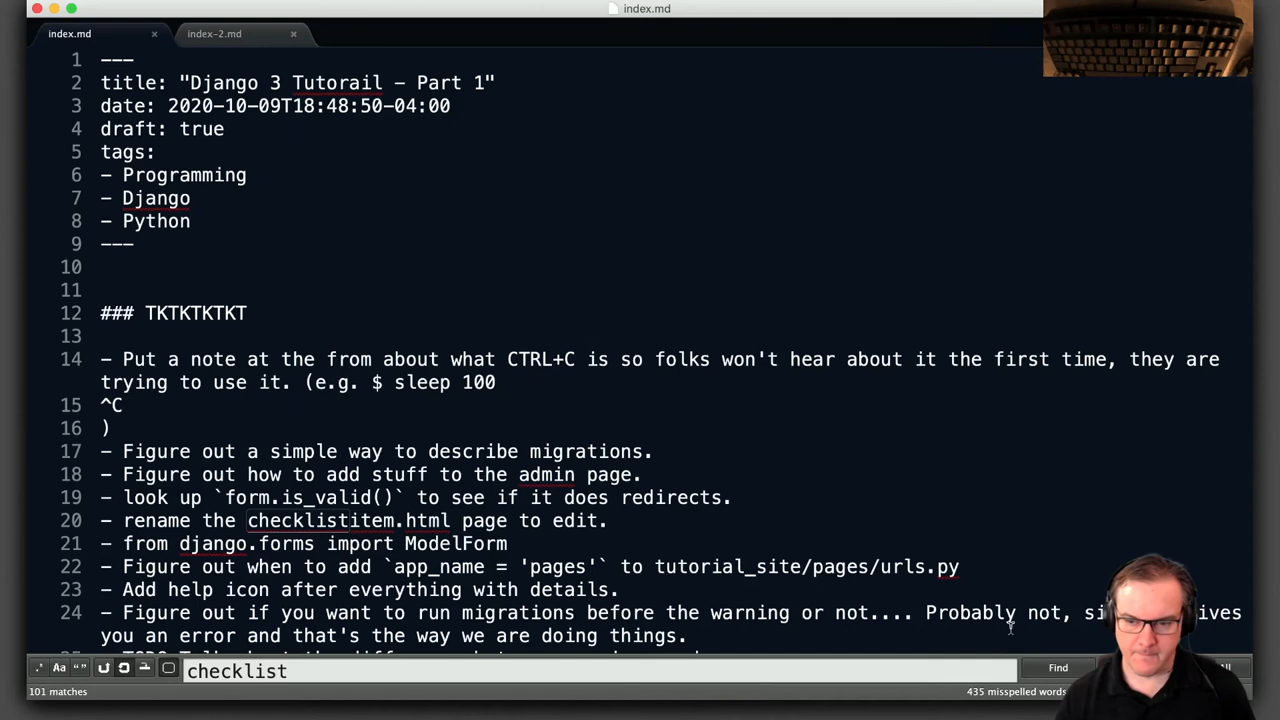 index.md
index.md × index-2.md ×
1 ---
2 title: "Django 3 Tutorail - Part 1"
3 date: 2020-10-09T18:48:50-04:00
4 draft: true
5 tags:
6 - Programming
7 - Django
8 - Python
9 ---
10
11
12 ### TKTKTKTKT
13
14 - Put a note at the from about what CTRL+C is so folks won't hear about it the first time, they are
trying to use it. (e.g. $ sleep 100
15 ^C
16 )
17 - Figure out a simple way to describe migrations.
18 - Figure out how to add stuff to the admin page.
19 - look up `form.is_valid()` to see if it does redirects.
20 - rename the checklistitem.html page to edit.
21 - from django.forms import ModelForm
22 - Figure out when to add `app_name = 'pages'` to tutorial_site/pages/urls.py
23 - Add help icon after everything with details.
24 - Figure out if you want to run migrations before the warning or not.... Probably not,
you an error and that's the way we are doing things.
.* Aa “” checklist Find
101 matches 435 misspelled words